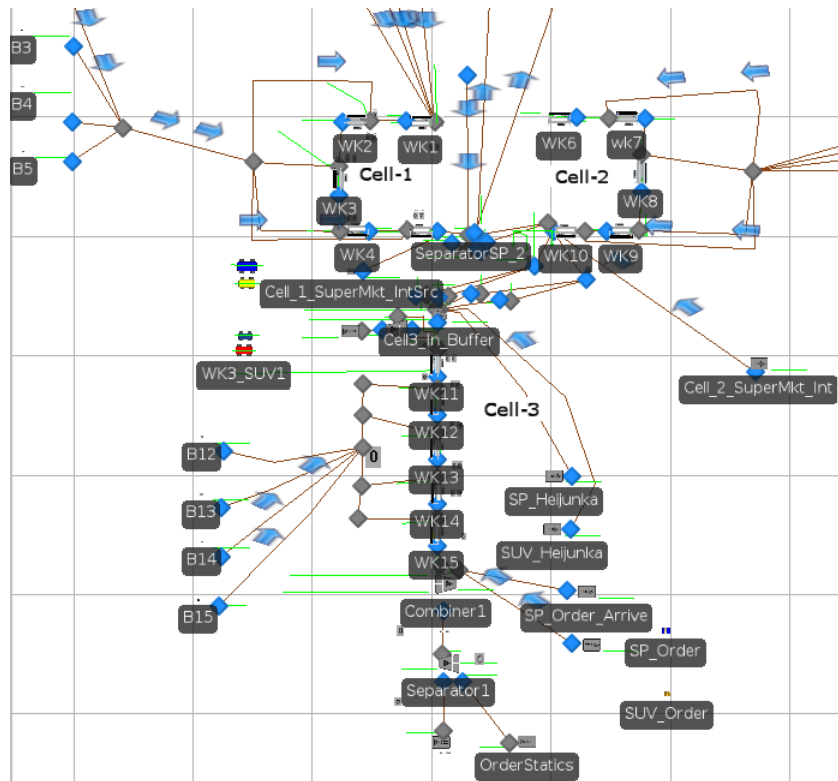 B3
B4
WK2
WK1
WK6
wk7
B5
Cell-1
Cell-2
WK3
WK8
WK4
SeparatorSP_2
WK10
WK9
Cell_1_SuperMkt_IntSrc
Cell3_In_Buffer
WK3_SUV1
Cell_2_SuperMkt_Int
WK11
Cell-3
WK12
B12
0
WK13
SP_Heijunka
B13
WK14
SUV_Heijunka
B14
WK15
B15
Combiner1
SP_Order_Arrive
SP_Order
Separator1
SUV_Order
OrderStatics